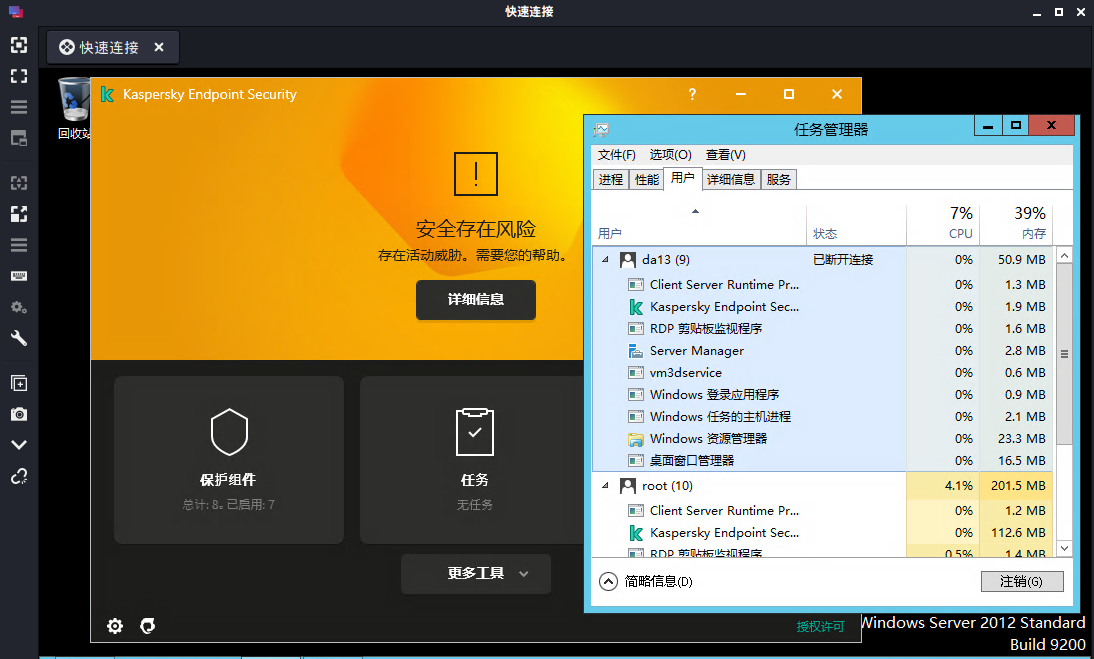 快速连接
快速连接
回收站
Kaspersky Endpoint Security
安全存在风险
存在活动威胁。需要您的帮助。
详细信息
保护组件
总计: 8。已启用: 7
任务
无任务
更多工具
授权许可
任务管理器
文件(F) 选项(O) 查看(V)
进程 性能 用户 详细信息 服务
7% 39%
用户 状态 CPU 内存
da13 (9) 已断开连接 0% 50.9 MB
Client Server Runtime Pr... 0% 1.3 MB
Kaspersky Endpoint Sec... 0% 1.9 MB
RDP 剪贴板监视程序 0% 1.6 MB
Server Manager 0% 2.8 MB
vm3dservice 0% 0.6 MB
Windows 登录应用程序 0% 0.9 MB
Windows 任务的主机进程 0% 2.1 MB
Windows 资源管理器 0% 23.3 MB
桌面窗口管理器 0% 16.5 MB
root (10) 4.1% 201.5 MB
Client Server Runtime Pr... 0% 1.2 MB
Kaspersky Endpoint Sec... 0% 112.6 MB
RDP 剪贴板监视程序 0.5% 1.4 MB
简略信息(D) 注销(G)
Windows Server 2012 Standard
Build 9200